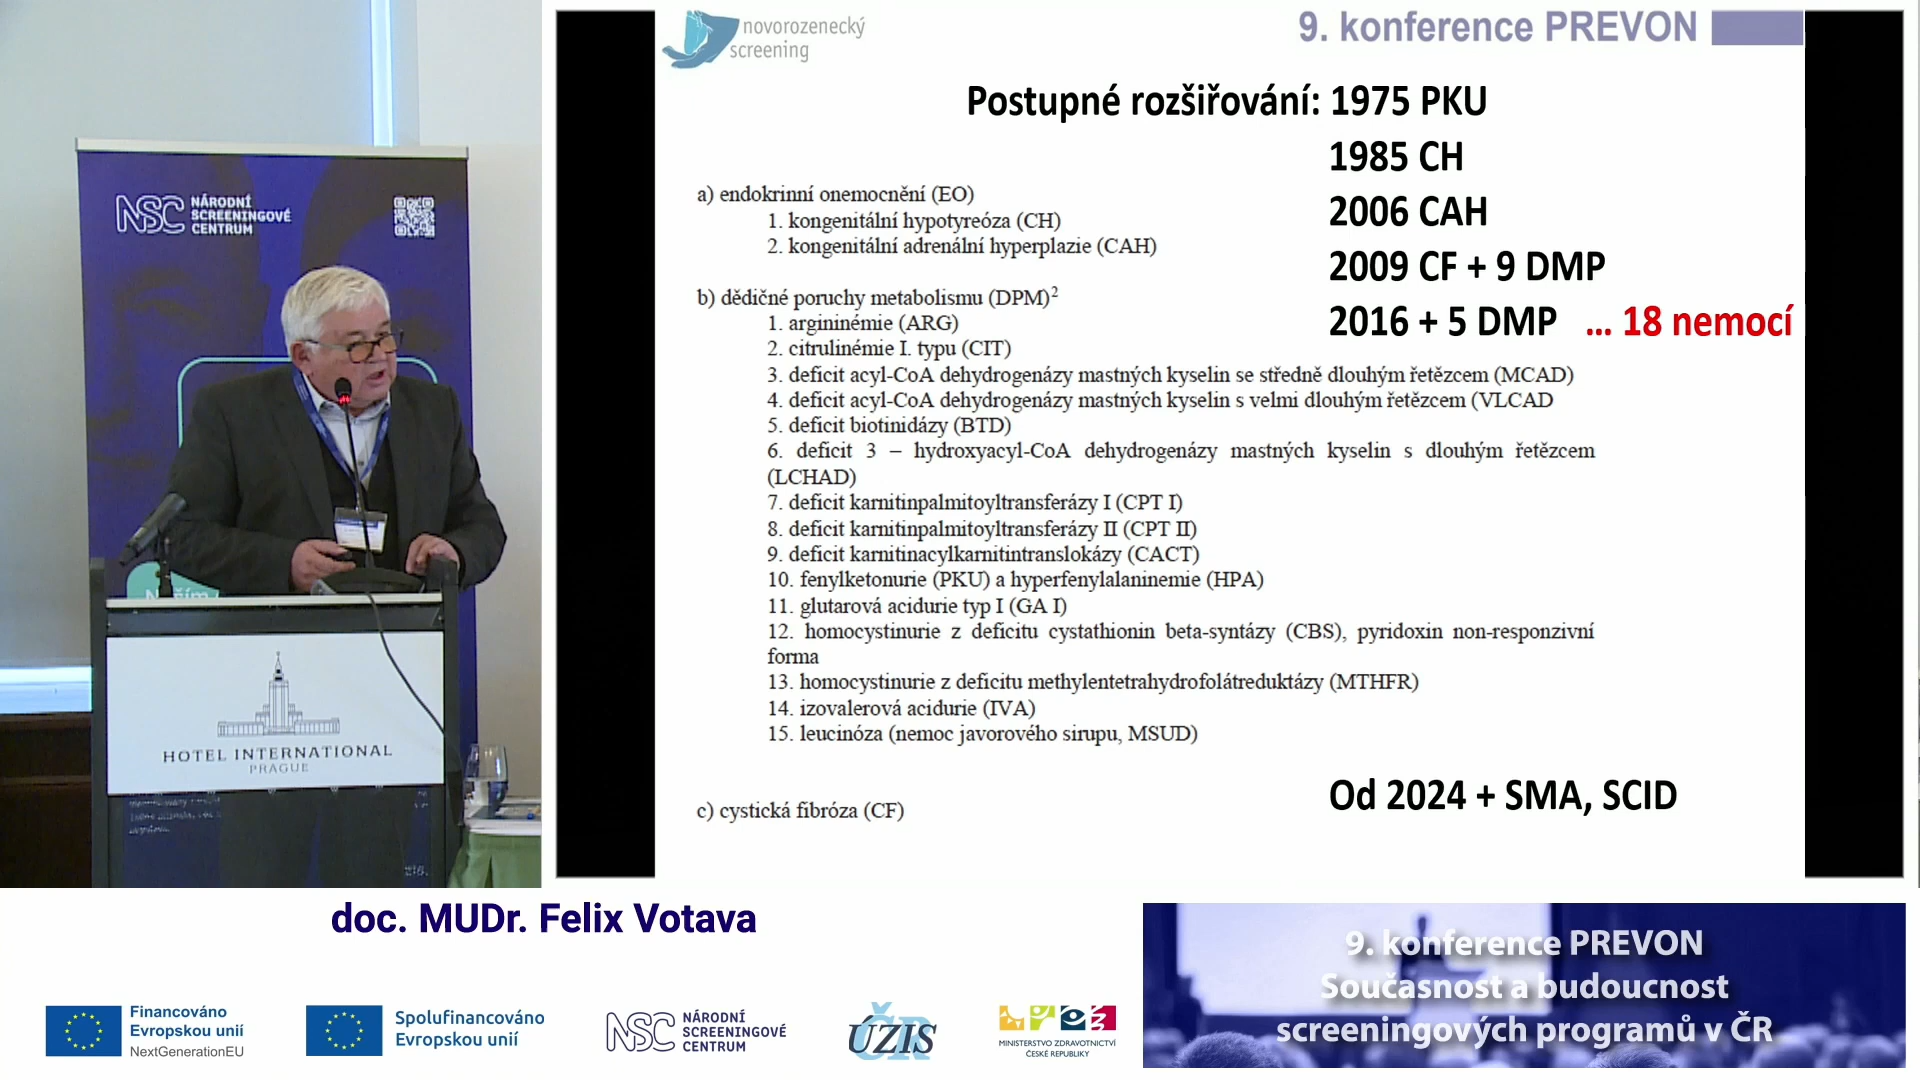 NSC NÁRODNÍ
SCREENINGOVÉ
CENTRUM
HOTEL INTERNATIONAL
PRAGUE
novorozenecký
screening
9. konference PREVON
Postupné rozšiřování: 1975 PKU
1985 CH
2006 CAH
2009 CF + 9 DMP
2016 + 5 DMP ... 18 nemocí
a) endokrinní onemocnění (EO)
1. kongenitální hypotyreóza (CH)
2. kongenitální adrenální hyperplazie (CAH)
b) dědičné poruchy metabolismu (DPM)2
1. argininémie (ARG)
2. citrulinémie I. typu (CIT)
3. deficit acyl-CoA dehydrogenázy mastných kyselin se středně dlouhým řetězcem (MCAD)
4. deficit acyl-CoA dehydrogenázy mastných kyselin s velmi dlouhým řetězcem (VLCAD
5. deficit biotinidázy (BTD)
6. deficit 3 – hydroxyacyl-CoA dehydrogenázy mastných kyselin s dlouhým řetězcem
(LCHAD)
7. deficit karnitinpalmitoyltransferázy I (CPT I)
8. deficit karnitinpalmitoyltransferázy II (CPT II)
9. deficit karnitinacylkarnitintranslokázy (CACT)
10. fenylketonurie (PKU) a hyperfenylalaninemie (HPA)
11. glutarová acidurie typ I (GA I)
12. homocystinurie z deficitu cystathionin beta-syntázy (CBS), pyridoxin non-responzivní
forma
13. homocystinurie z deficitu methylentetrahydrofolátreduktázy (MTHFR)
14. izovalerová acidurie (IVA)
15. leucinóza (nemoc javorového sirupu, MSUD)
Od 2024 + SMA, SCID
c) cystická fibróza (CF)
doc. MUDr. Felix Votava
Financováno
Evropskou unií
NextGenerationEU
Spolufinancováno
Evropskou unií
NSC NÁRODNÍ
SCREENINGOVÉ
CENTRUM
ÚZIS ČR
MINISTERSTVO ZDRAVOTNICTVÍ
ČESKÉ REPUBLIKY
9. konference PREVON
Současnost a budoucnost
screeningových programů v ČR